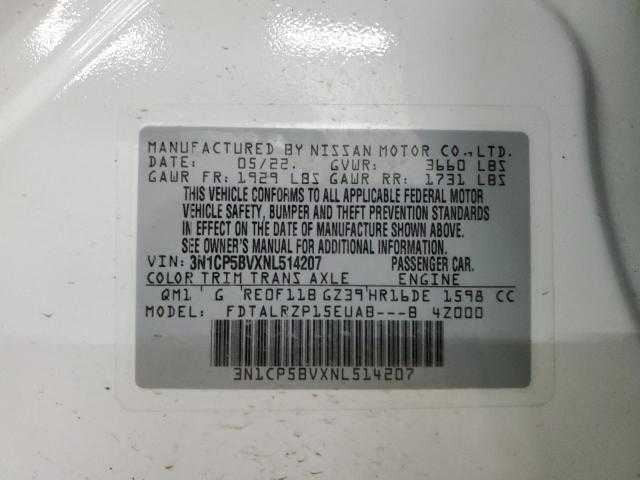 MANUFACTURED BY NISSAN MOTOR CO., LTD.
DATE: 05/22. GVWR: 3660 LBS
GAWR FR: 1929 LBS GAWR RR: 1731 LBS
THIS VEHICLE CONFORMS TO ALL APPLICABLE FEDERAL MOTOR
VEHICLE SAFETY, BUMPER AND THEFT PREVENTION STANDARDS
IN EFFECT ON THE DATE OF MANUFACTURE SHOWN ABOVE.
SEE OWNER'S MANUAL FOR ADDITIONAL INFORMATION.
VIN: 3N1CP5BVXNL514207 PASSENGER CAR.
COLOR TRIM TRANS AXLE ENGINE
QM1 G RE0F11B GZ39 HR16DE 1598 CC
MODEL: FDTALRZP15EUAB---B 4Z000
3N1CP5BVXNL514207